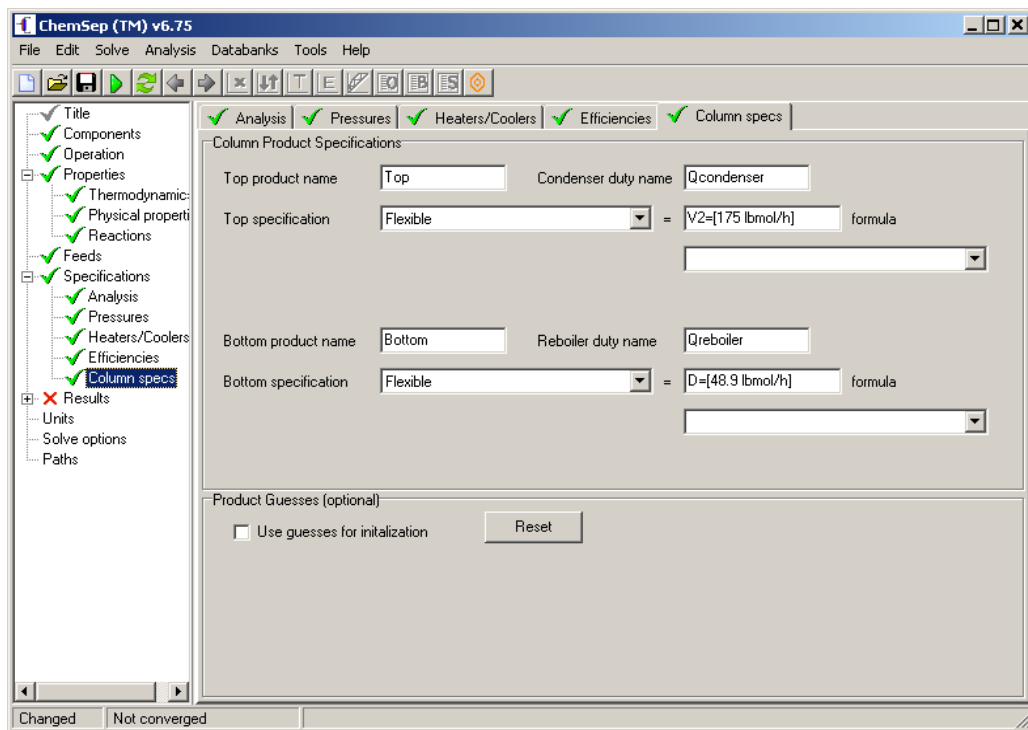 ChemSep (TM) v6.75
File Edit Solve Analysis Databanks Tools Help
T E O B S
Title
Components
Operation
Properties
Thermodynamic:
Physical properti
Reactions
Feeds
Specifications
Analysis
Pressures
Heaters/Coolers
Efficiencies
Column specs
Results
Units
Solve options
Paths
Analysis Pressures Heaters/Coolers Efficiencies Column specs
Column Product Specifications
Top product name Top Condenser duty name Qcondenser
Top specification Flexible = V2=[175 lbmol/h] formula
Bottom product name Bottom Reboiler duty name Qreboiler
Bottom specification Flexible = D=[48.9 lbmol/h] formula
Product Guesses (optional)
Use guesses for initalization Reset
Changed Not converged